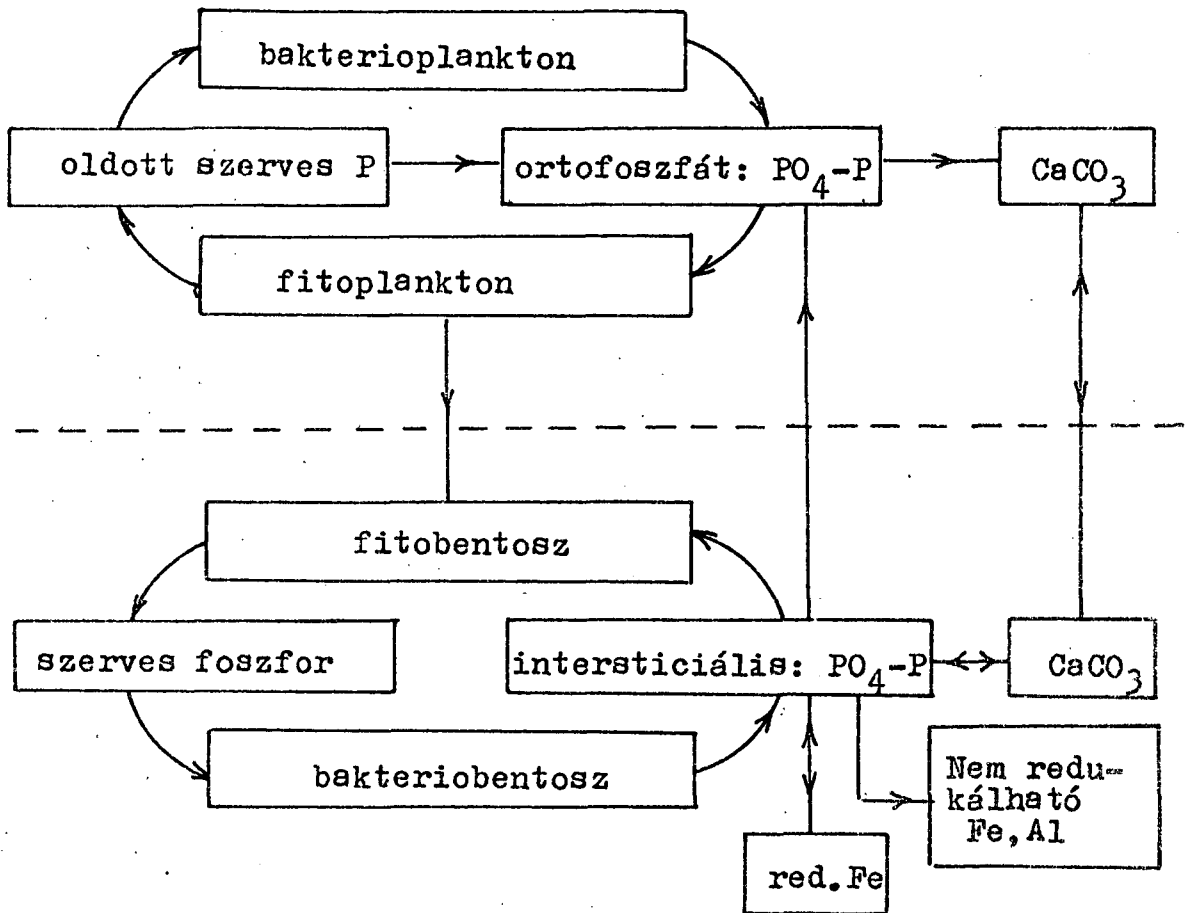 bakterioplankton
oldott szerves P
ortofoszfát: PO4-P
CaCO3
fitoplankton
fitobentosz
szerves foszfor
intersticiális: PO4-P
CaCO3
bakteriobentosz
Nem redu-
kálható
Fe, Al
red.Fe